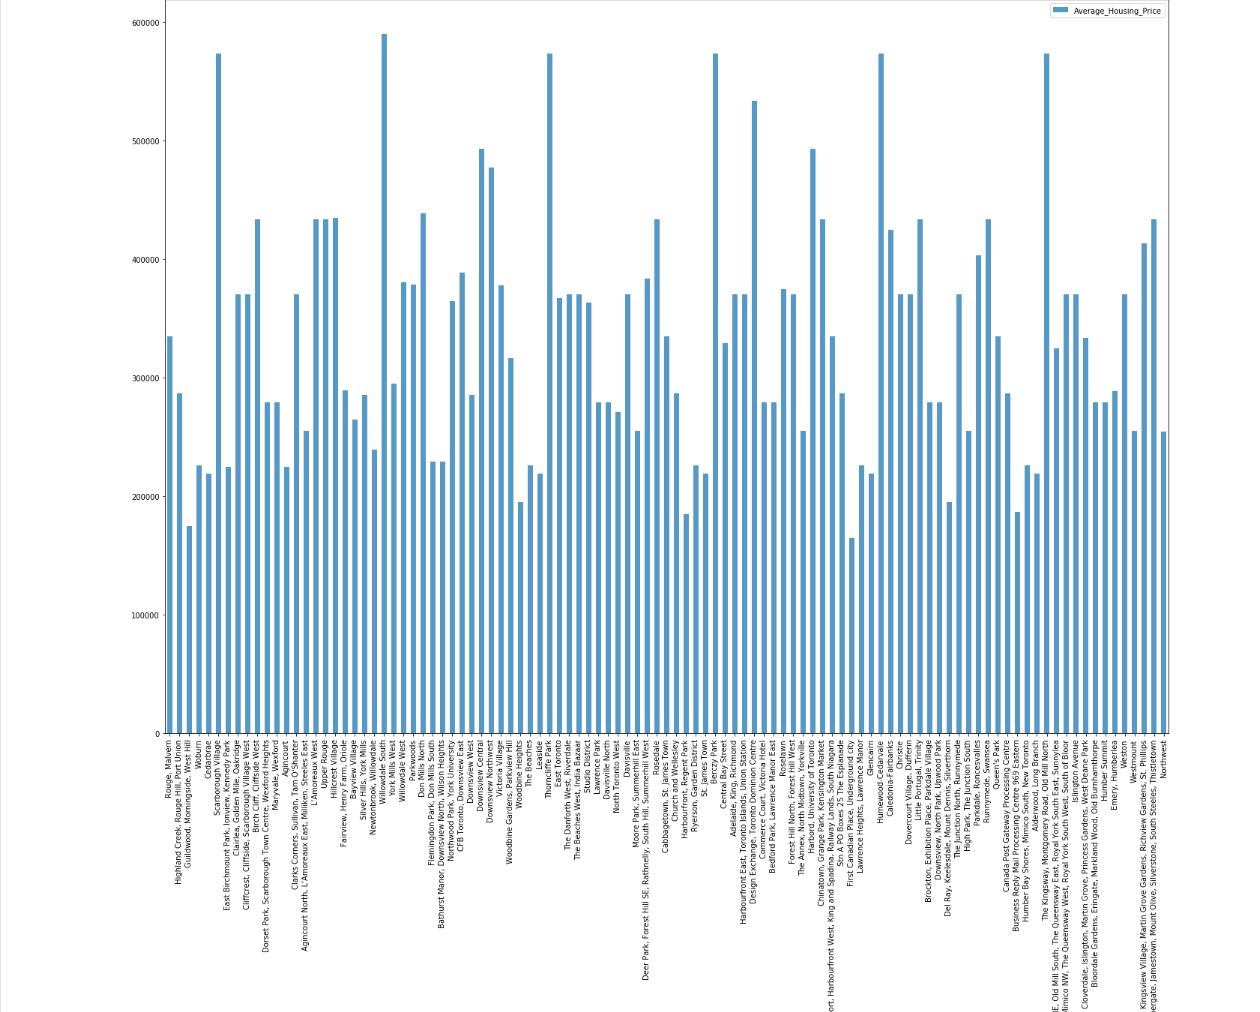 Average_Housing_Price
600000
500000
400000
300000
200000
100000
0
Rouge, Malvern
Highland Creek, Rouge Hill, Port Union
Guildwood, Morningside, West Hill
Woburn
Cedarbrae
Scarborough Village
East Birchmount Park, Ionview, Kennedy Park
Clairlea, Golden Mile, Oakridge
Cliffcrest, Cliffside, Scarborough Village West
Birch Cliff, Cliffside West
Dorset Park, Scarborough Town Centre, Wexford Heights
Maryvale, Wexford
Agincourt
Clarks Corners, Sullivan, Tam O'Shanter
Agincourt North, L'Amoreaux East, Milliken, Steeles East
L'Amoreaux West
Upper Rouge
Hillcrest Village
Fairview, Henry Farm, Oriole
Bayview Village
Silver Hills, York Mills
Newtonbrook, Willowdale
Willowdale South
York Mills West
Willowdale West
Parkwoods
Don Mills North
Flemingdon Park, Don Mills South
Bathurst Manor, Downsview North, Wilson Heights
Northwood Park, York University
CFB Toronto, Downsview East
Downsview West
Downsview Central
Downsview Northwest
Victoria Village
Woodbine Gardens, Parkview Hill
Woodbine Heights
The Beaches
Leaside
Thorncliffe Park
East Toronto
The Danforth West, Riverdale
The Beaches West, India Bazaar
Studio District
Lawrence Park
Davisville North
North Toronto West
Davisville
Moore Park, Summerhill East
Deer Park, Forest Hill SE, Rathnelly, South Hill, Summerhill West
Rosedale
Cabbagetown, St. James Town
Church and Wellesley
Harbourfront, Regent Park
Ryerson, Garden District
St. James Town
Berczy Park
Central Bay Street
Adelaide, King, Richmond
Harbourfront East, Toronto Islands, Union Station
Design Exchange, Toronto Dominion Centre
Commerce Court, Victoria Hotel
Bedford Park, Lawrence Manor East
Roselawn
Forest Hill North, Forest Hill West
The Annex, North Midtown, Yorkville
Harbord, University of Toronto
Chinatown, Grange Park, Kensington Market
ort, Harbourfront West, King and Spadina, Railway Lands, South Niagara
Stn A PO Boxes 25 The Esplanade
First Canadian Place, Underground city
Lawrence Heights, Lawrence Manor
Glencairn
Humewood-Cedarvale
Caledonia-Fairbanks
Christie
Dovercourt Village, Dufferin
Little Portugal, Trinity
Brockton, Exhibition Place, Parkdale Village
Downsview, North Park, Upwood Park
Del Ray, Keelesdale, Mount Dennis, Silverthorn
The Junction North, Runnymede
High Park, The Junction South
Parkdale, Roncesvalles
Runnymede, Swansea
Queen's Park
Canada Post Gateway Processing Centre
Business Reply Mail Processing Centre 969 Eastern
Humber Bay Shores, Mimico South, New Toronto
Alderwood, Long Branch
The Kingsway, Montgomery Road, Old Mill North
E, Old Mill South, The Queensway East, Royal York South East, Sunnylea
Mimico NW, The Queensway West, Royal York South West, South of Bloor
Islington Avenue
Cloverdale, Islington, Martin Grove, Princess Gardens, West Deane Park
Bloordale Gardens, Eringate, Markland Wood, Old Burnhamthorpe
Humber Summit
Emery, Humberlea
Weston
Westmount
Kingsview Village, Martin Grove Gardens, Richview Gardens, St. Phillips
ergate, Jamestown, Mount Olive, Silverstone, South Steeles, Thistletown
Northwest